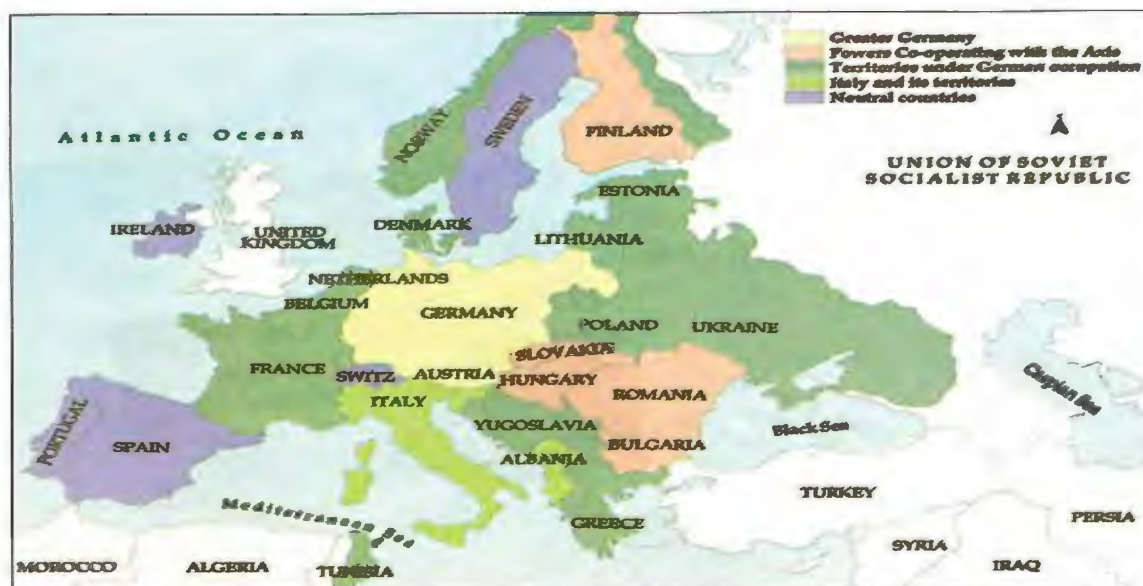 Greater Germany
Powers Co-operating with the Axis
Territories under German occupation
Italy and its territories
Neutral countries
Atlantic Ocean
NORWAY
SWEDEN
FINLAND
UNION OF SOVIET
SOCIALIST REPUBLIC
ESTONIA
IRELAND
UNITED
KINGDOM
DENMARK
LITHUANIA
NETHERLANDS
BELGIUM
GERMANY
POLAND
UKRAINE
SLOVAKIA
FRANCE
SWITZ
AUSTRIA
HUNGARY
ITALY
ROMANIA
Caspian Sea
PORTUGAL
SPAIN
YUGOSLAVIA
BULGARIA
Black Sea
ALBANIA
TURKEY
Mediterranean Sea
GREECE
PERSIA
SYRIA
MOROCCO
ALGERIA
TUNISIA
IRAQ